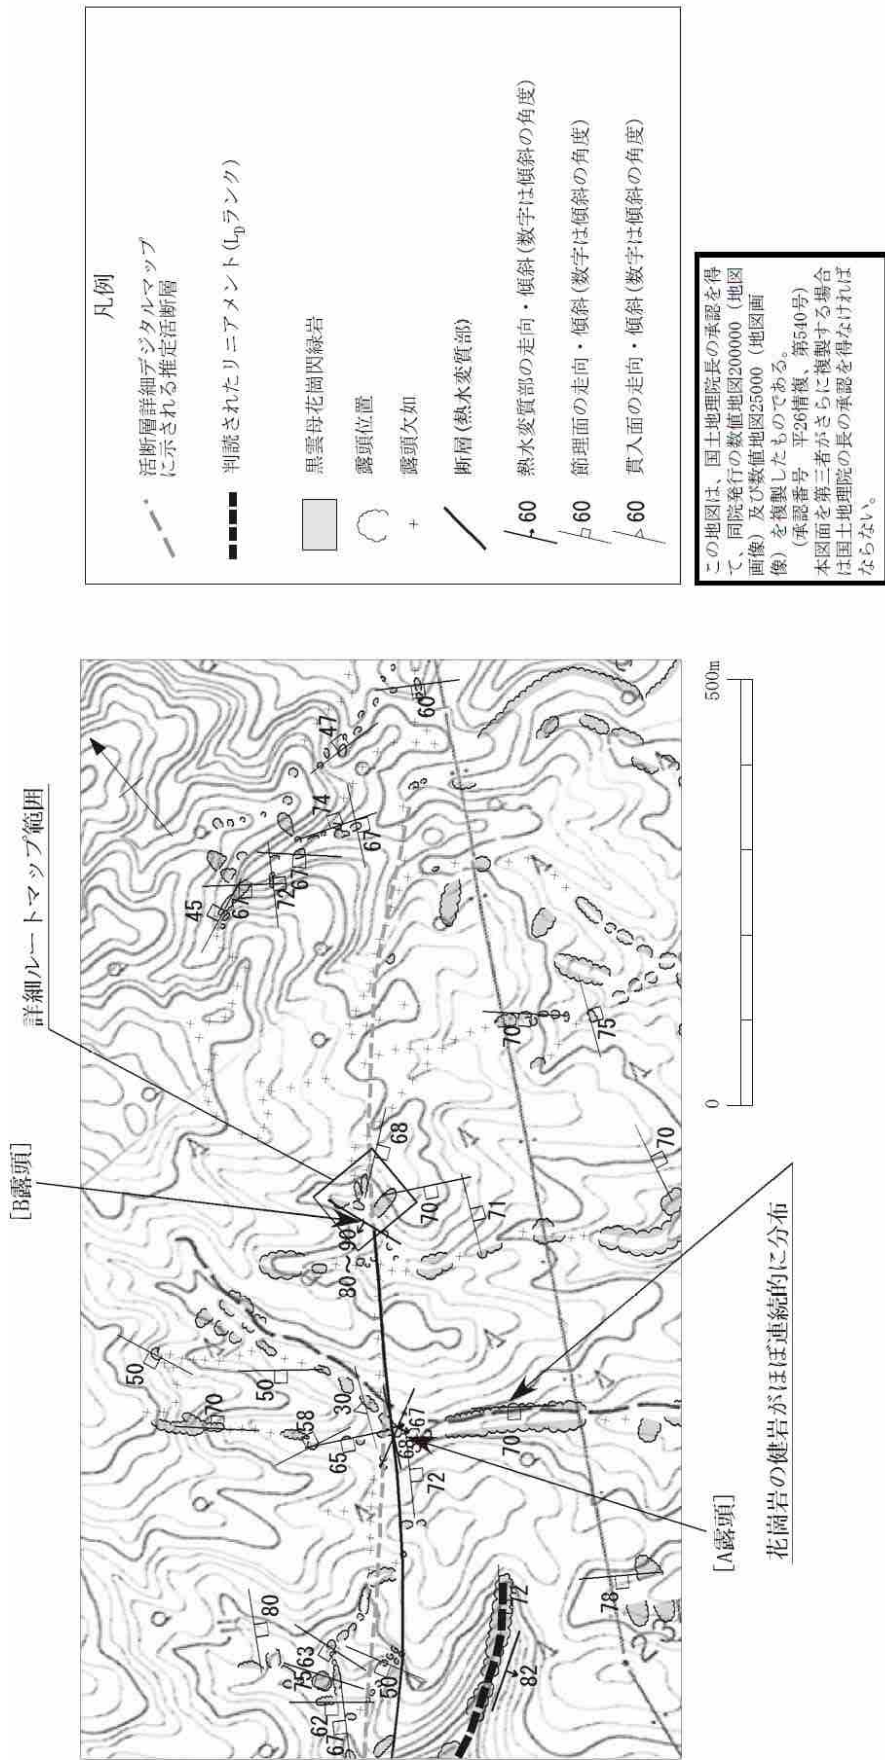 凡例
活断層詳細デジタルマップ
に示される推定活断層
判読されたリニアメント(LDランク)
黒雲母花崗閃緑岩
露頭位置
露頭欠如
断層(熱水変質部)
60
熱水変質部の走向・傾斜(数字は傾斜の角度)
60
節理面の走向・傾斜(数字は傾斜の角度)
60
貫入面の走向・傾斜(数字は傾斜の角度)
この地図は、国土地理院長の承認を得
て、同院発行の数値地図200000(地図
画像)及び数値地図25000(地図画
像)を複製したものである。
(承認番号 平26情複、第540号)
本図面を第三者がさらに複製する場合
は国土地理院の長の承認を得なければ
ならない。
詳細ルートマップ範囲
[B露頭]
45
67
72
67
74
67
47
60
50
70
50
58
65
30
80~90
68
70
71
67
72
70
80
63
75
62
67
50
72
82
78
70
75
70
0
500m
[A露頭]
花崗岩の健岩がほぼ連続的に分布